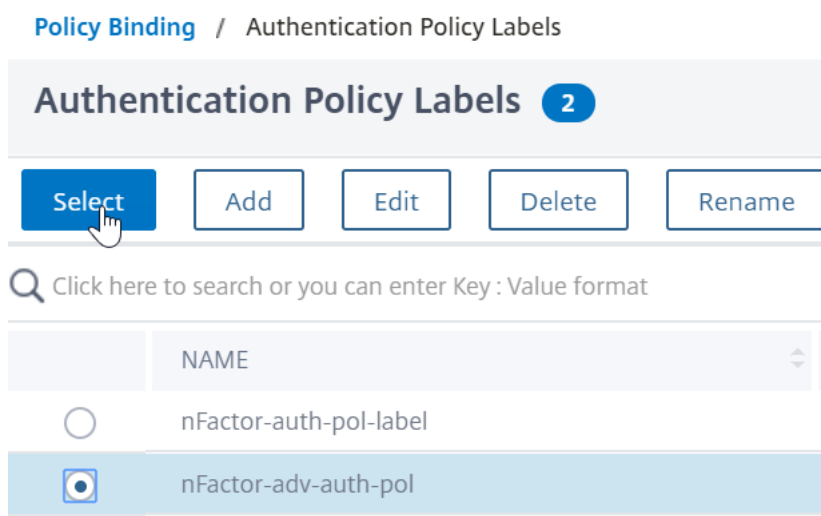 Policy Binding / Authentication Policy Labels
Authentication Policy Labels 2
Select Add Edit Delete Rename
Click here to search or you can enter Key : Value format
NAME
nFactor-auth-pol-label
nFactor-adv-auth-pol